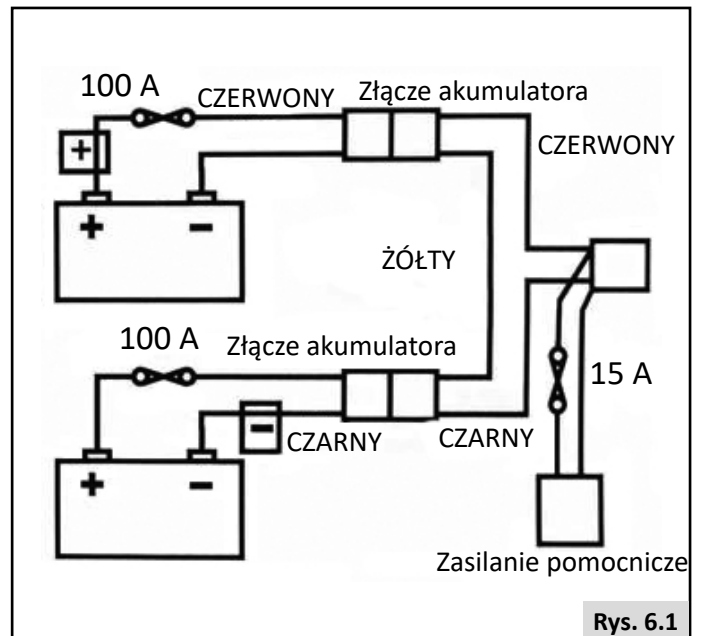 100 A
CZERWONY
Złącze akumulatora
CZERWONY
+
+ −
ŻÓŁTY
100 A
Złącze akumulatora
15 A
−
CZARNY
CZARNY
+ −
Zasilanie pomocnicze
Rys. 6.1